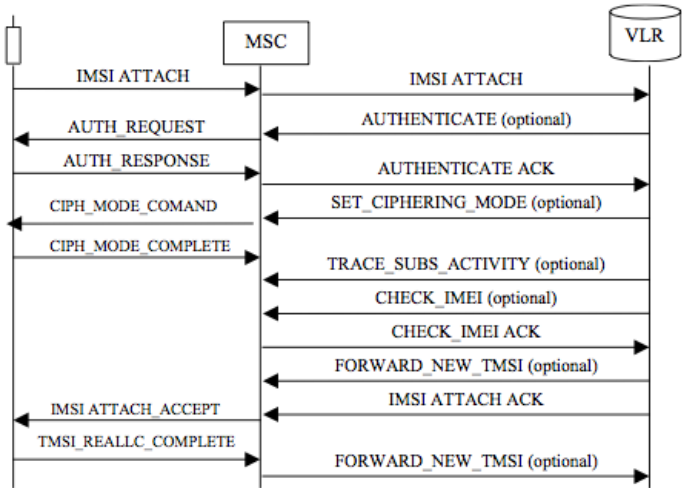 MSC
VLR
IMSI ATTACH
IMSI ATTACH
AUTHENTICATE (optional)
AUTH_REQUEST
AUTH_RESPONSE
AUTHENTICATE ACK
SET_CIPHERING_MODE (optional)
CIPH_MODE_COMAND
CIPH_MODE_COMPLETE
TRACE_SUBS_ACTIVITY (optional)
CHECK_IMEI (optional)
CHECK_IMEI ACK
FORWARD_NEW_TMSI (optional)
IMSI ATTACH ACK
IMSI ATTACH_ACCEPT
TMSI_REALLC_COMPLETE
FORWARD_NEW_TMSI (optional)